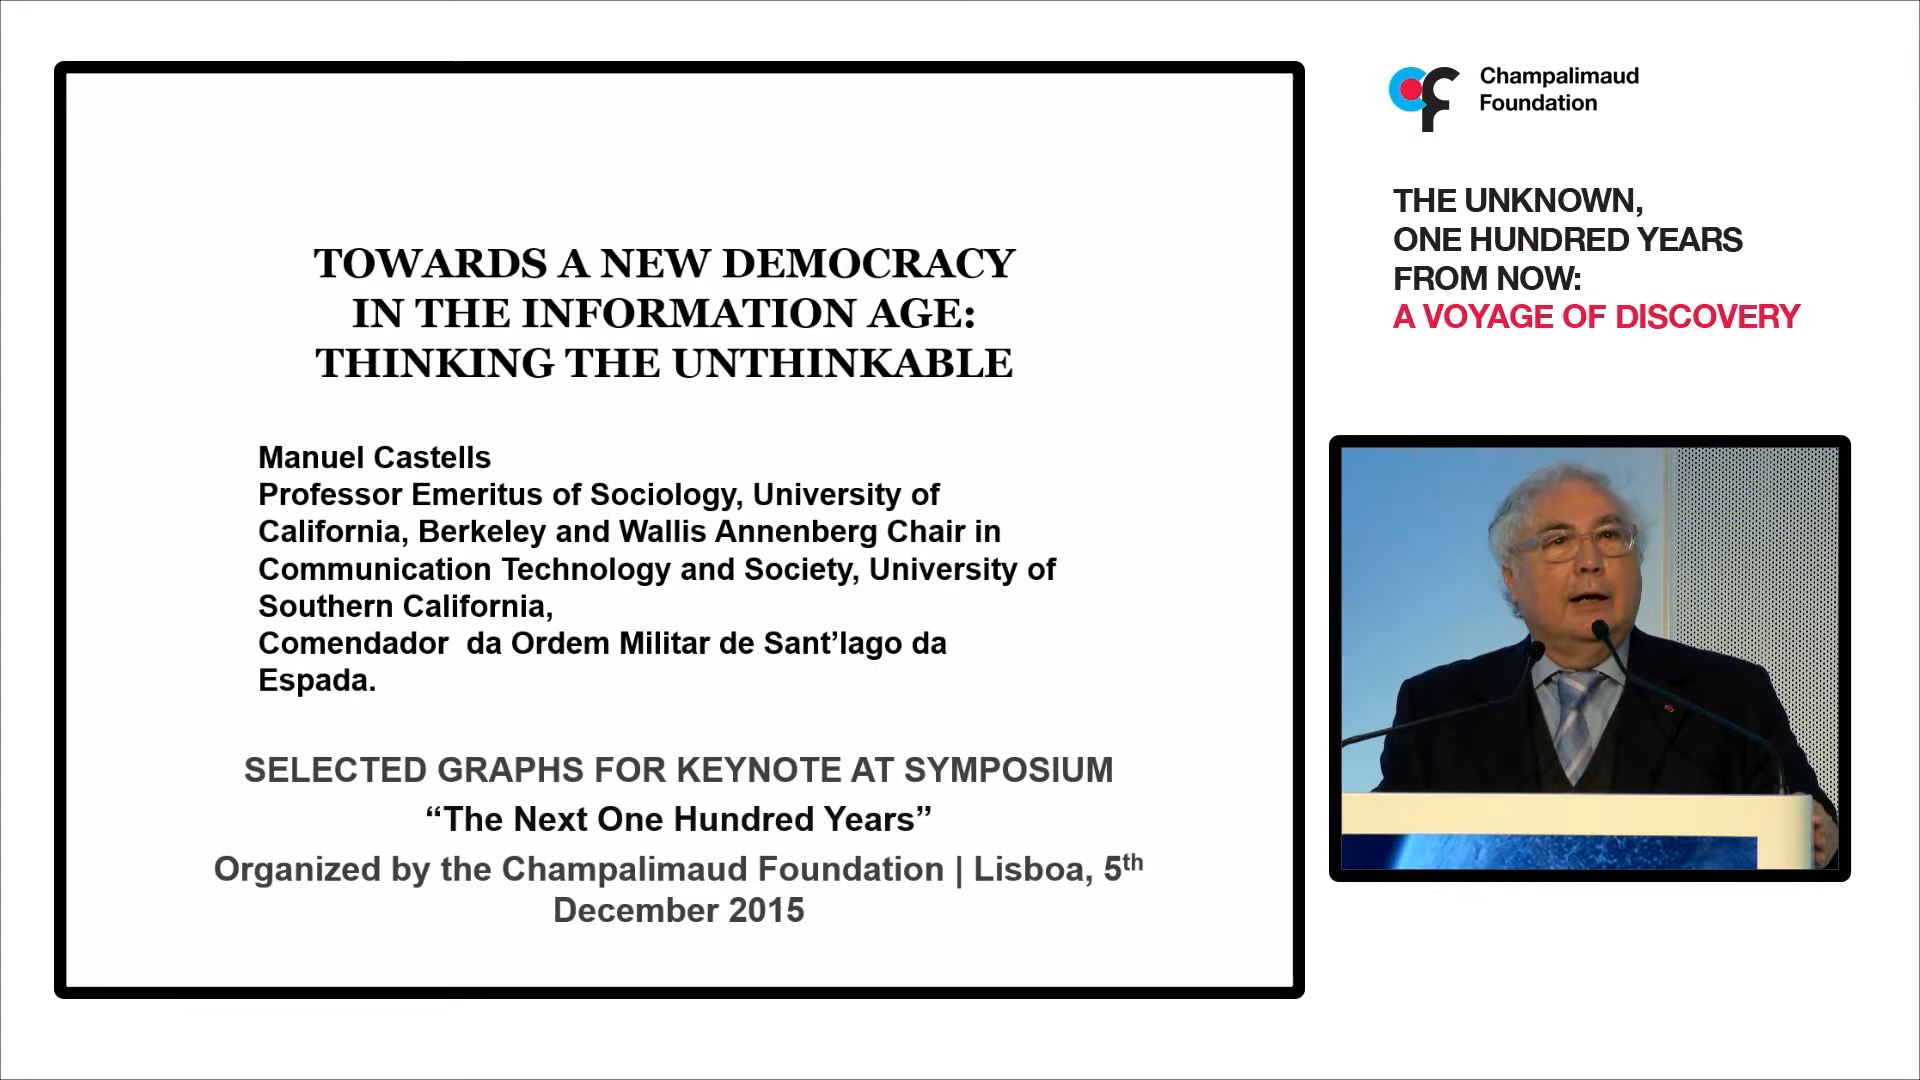 TOWARDS A NEW DEMOCRACY
IN THE INFORMATION AGE:
THINKING THE UNTHINKABLE
Manuel Castells
Professor Emeritus of Sociology, University of
California, Berkeley and Wallis Annenberg Chair in
Communication Technology and Society, University of
Southern California,
Comendador  da Ordem Militar de Sant’Iago da
Espada.
SELECTED GRAPHS FOR KEYNOTE AT SYMPOSIUM
“The Next One Hundred Years”
Organized by the Champalimaud Foundation | Lisboa, 5th
December 2015
cf
Champalimaud
Foundation
THE UNKNOWN,
ONE HUNDRED YEARS
FROM NOW:
A VOYAGE OF DISCOVERY